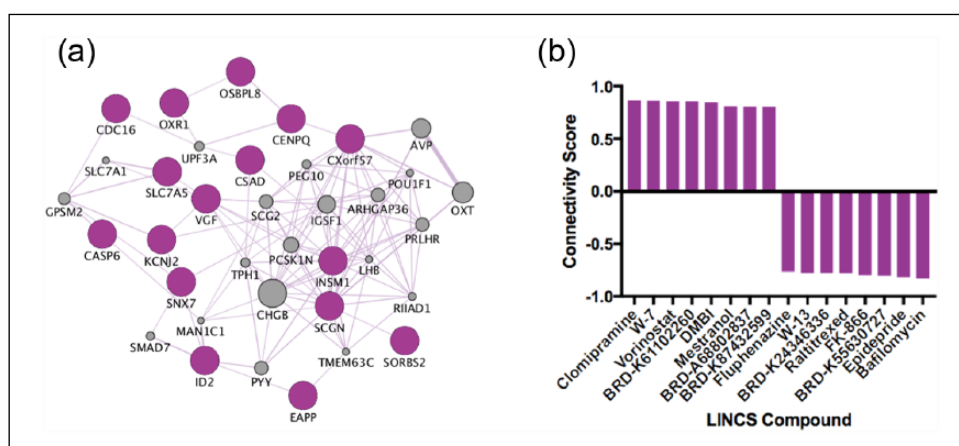 (a)
OSBPL8
OXR1
CDC16
CENPQ
UPF3A
CXorf57
AVP
SLC7A1
SLC7A5
CSAD
PEG10
POU1F1
GPSM2
VGF
SCG2
IGSF1
ARHGAP36
OXT
CASP6
KCNJ2
PCSK1N
PRLHR
SNX7
TPH1
INSM1
LHB
CHGB
RIIAD1
SMAD7
MAN1C1
SCGN
TMEM63C
SORBS2
ID2
PYY
EAPP
(b)
Connectivity Score
1.0
0.5
0.0
-0.5
-1.0
Clomipramine
W-7
Vorinostat
BRD-K61102260
DMBI
Mestranol
BRD-A68802837
BRD-K87432599
Fluphenazine
W-13
BRD-K24346336
Raltitrexed
FK-866
BRD-K55630727
Epidepride
Bafilomycin
LINCS Compound